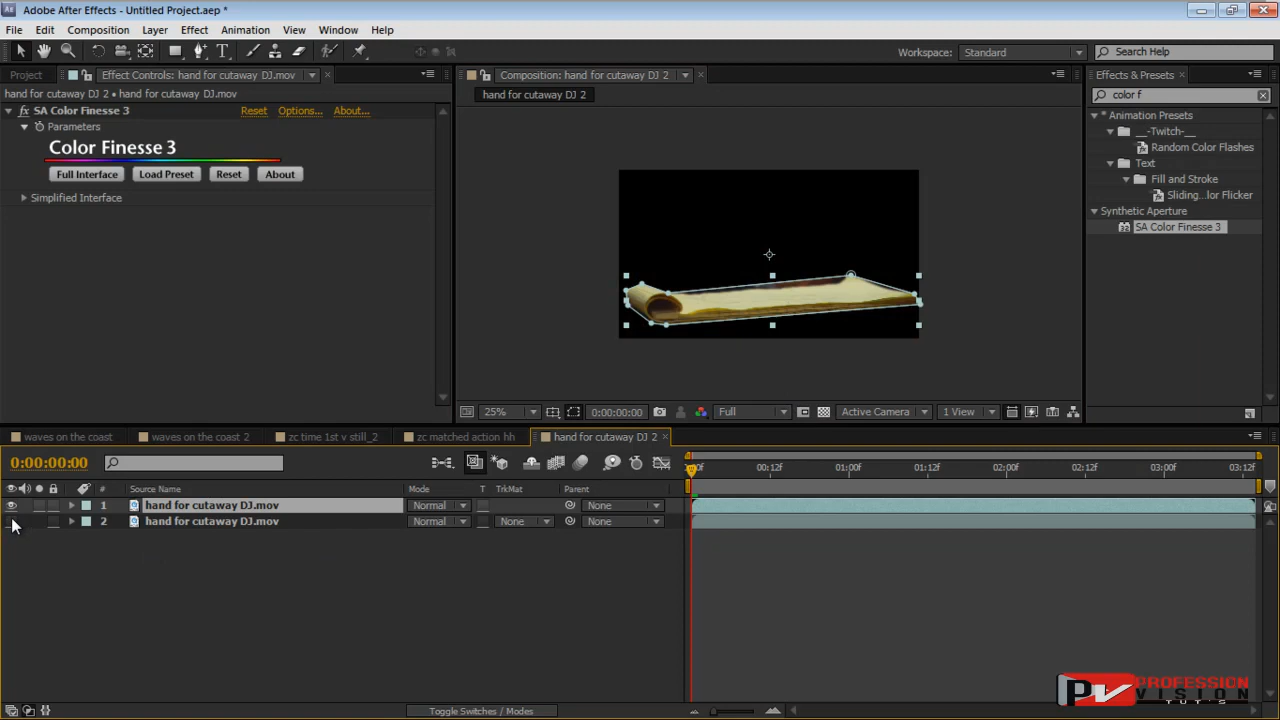 Adobe After Effects - Untitled Project.aep *
File Edit Composition Layer Effect Animation View Window Help
Workspace: Standard Search Help
Project Effect Controls: hand for cutaway DJ.mov Composition: hand for cutaway DJ 2 Effects & Presets
hand for cutaway DJ 2 • hand for cutaway DJ.mov
hand for cutaway DJ 2
color f
fx SA Color Finesse 3 Reset Options... About...
Parameters
Color Finesse 3
Full Interface Load Preset Reset About
Simplified Interface
* Animation Presets
__-Twitch-__
Random Color Flashes
Text
Fill and Stroke
Sliding...lor Flicker
Synthetic Aperture
SA Color Finesse 3
25% 0:00:00:00 Full Active Camera 1 View
waves on the coast waves on the coast 2 zc time 1st v still_2 zc matched action hh hand for cutaway DJ 2
0:00:00:00
00:12f 01:00f 01:12f 02:00f 02:12f 03:00f 03:12f
# Source Name Mode T TrkMat Parent
1 hand for cutaway DJ.mov Normal None
2 hand for cutaway DJ.mov Normal None None
Toggle Switches / Modes
PV PROFESSION
VISION
TUT'S